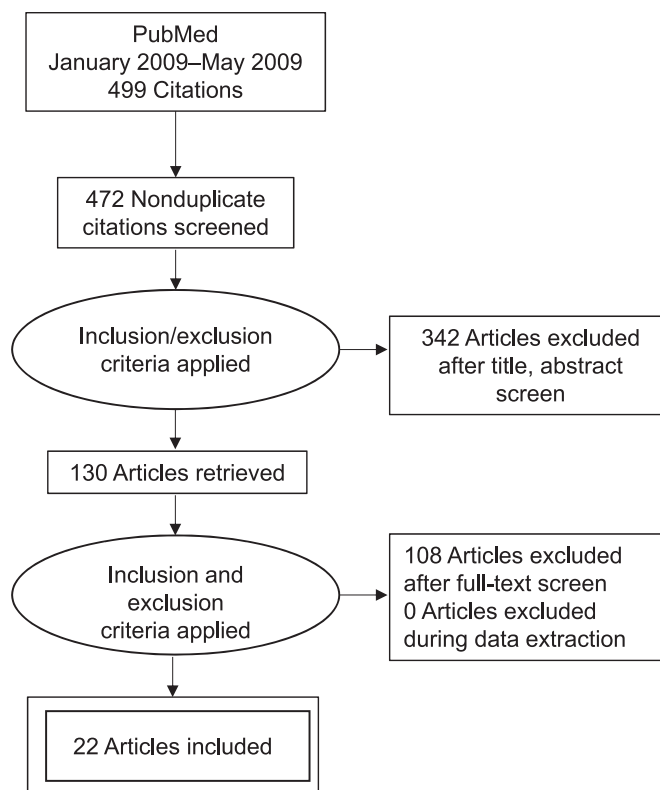 PubMed
January 2009–May 2009
499 Citations
472 Nonduplicate
citations screened
Inclusion/exclusion
criteria applied
342 Articles excluded
after title, abstract
screen
130 Articles retrieved
Inclusion and
exclusion
criteria applied
108 Articles excluded
after full-text screen
0 Articles excluded
during data extraction
22 Articles included